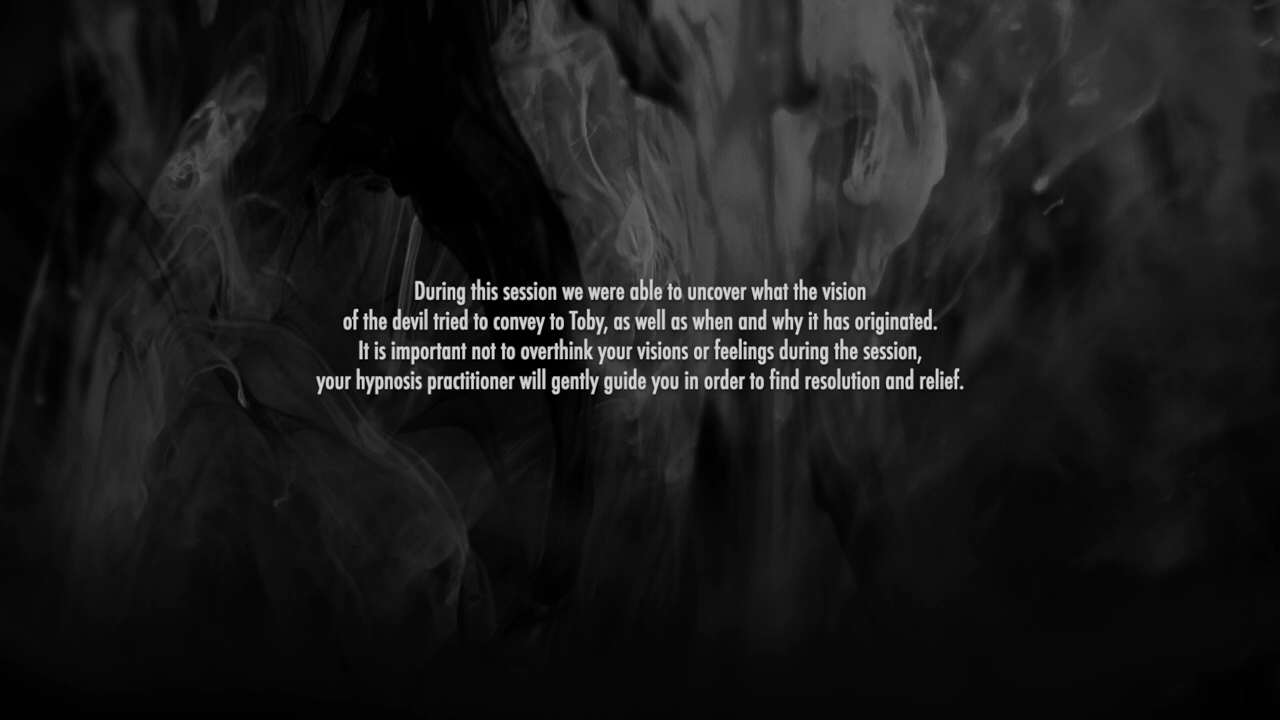 During this session we were able to uncover what the vision
of the devil tried to convey to Toby, as well as when and why it has originated.
It is important not to overthink your visions or feelings during the session,
your hypnosis practitioner will gently guide you in order to find resolution and relief.